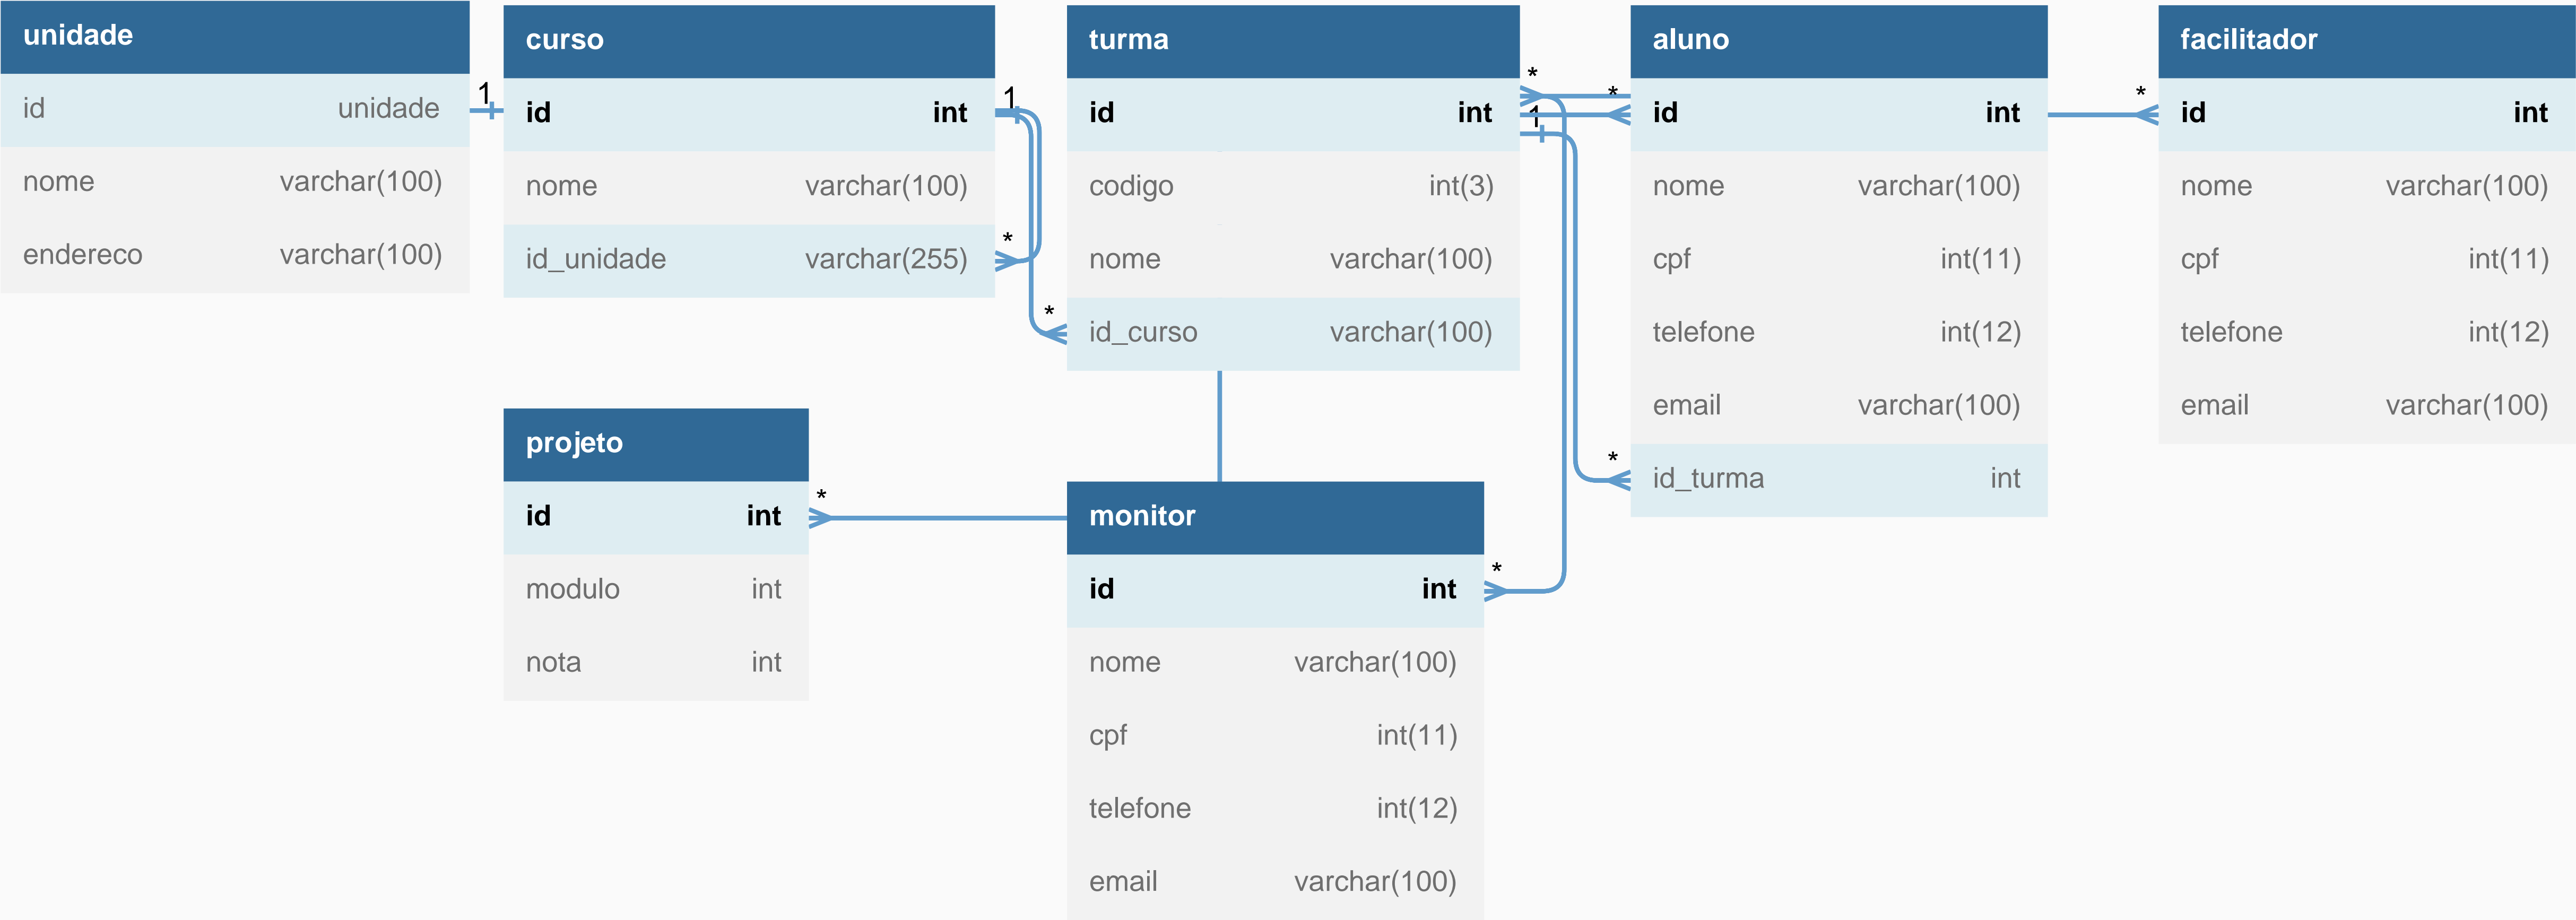 unidade
id unidade
nome varchar(100)
endereco varchar(100)
1
curso
id int
nome varchar(100)
id_unidade varchar(255)
1
*
*
turma
id int
codigo int(3)
nome varchar(100)
id_curso varchar(100)
*
1
*
*
aluno
id int
nome varchar(100)
cpf int(11)
telefone int(12)
email varchar(100)
id_turma int
*
facilitador
id int
nome varchar(100)
cpf int(11)
telefone int(12)
email varchar(100)
projeto
id int
modulo int
nota int
*
monitor
id int
nome varchar(100)
cpf int(11)
telefone int(12)
email varchar(100)
*